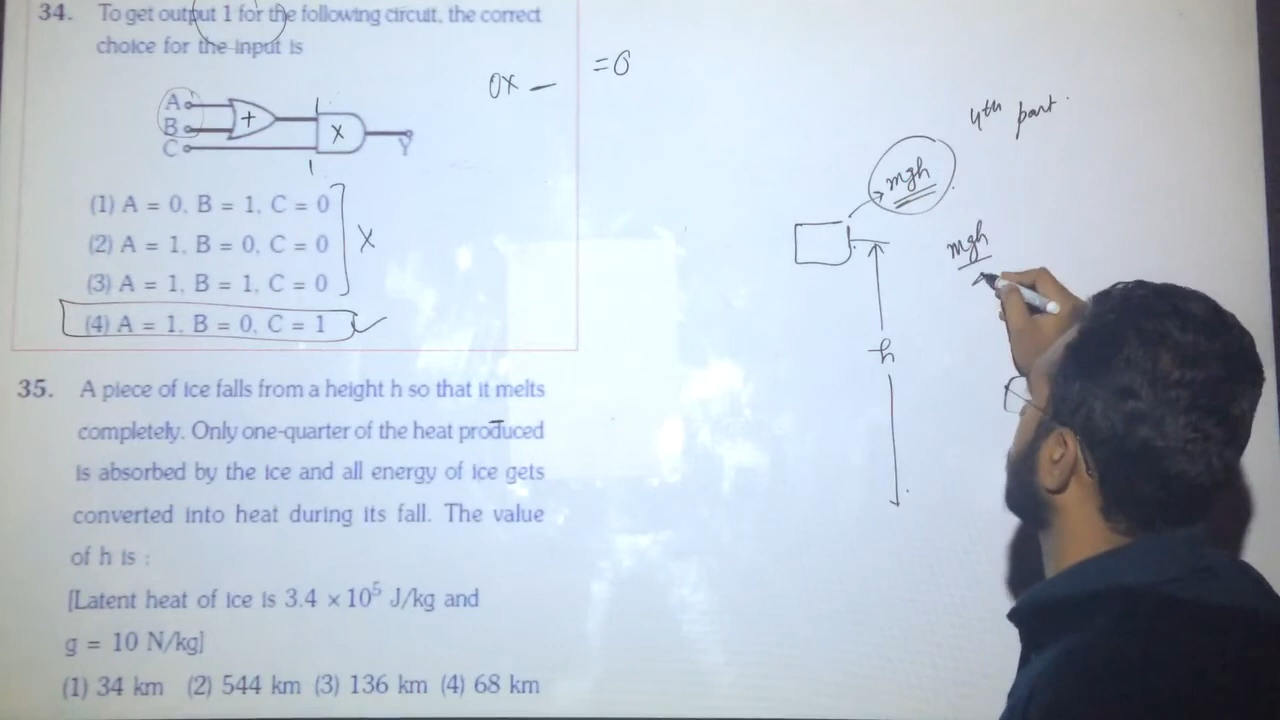 34. To get output 1 for the following circuit, the correct
choice for the input is
A
B
C
+
1
X
1
Y
(1) A = 0, B = 1, C = 0
(2) A = 1, B = 0, C = 0
(3) A = 1, B = 1, C = 0
X
(4) A = 1, B = 0, C = 1
35. A piece of ice falls from a height h so that it melts
completely. Only one-quarter of the heat produced
is absorbed by the ice and all energy of ice gets
converted into heat during its fall. The value
of h is :
[Latent heat of ice is 3.4 × 10⁵ J/kg and
g = 10 N/kg]
(1) 34 km (2) 544 km (3) 136 km (4) 68 km
0x – = 0
4th part.
mgh
mgh
h